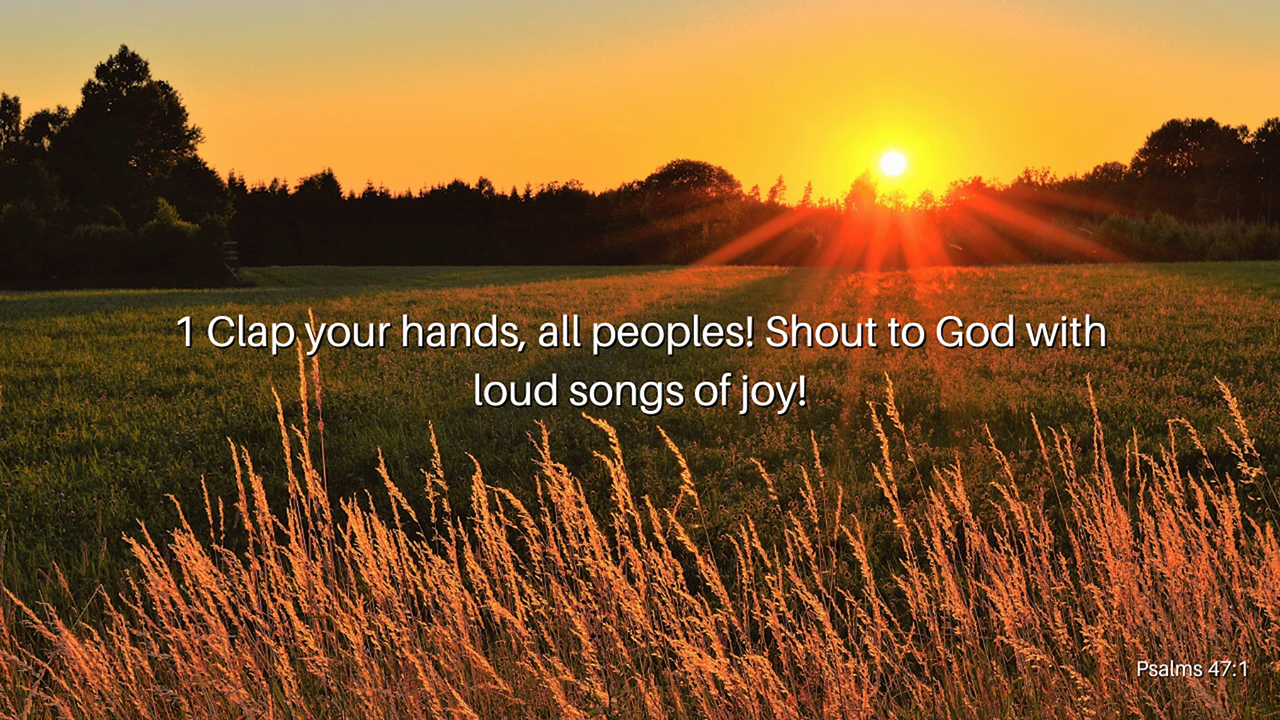 1 Clap your hands, all peoples! Shout to God with
loud songs of joy!
Psalms 47:1